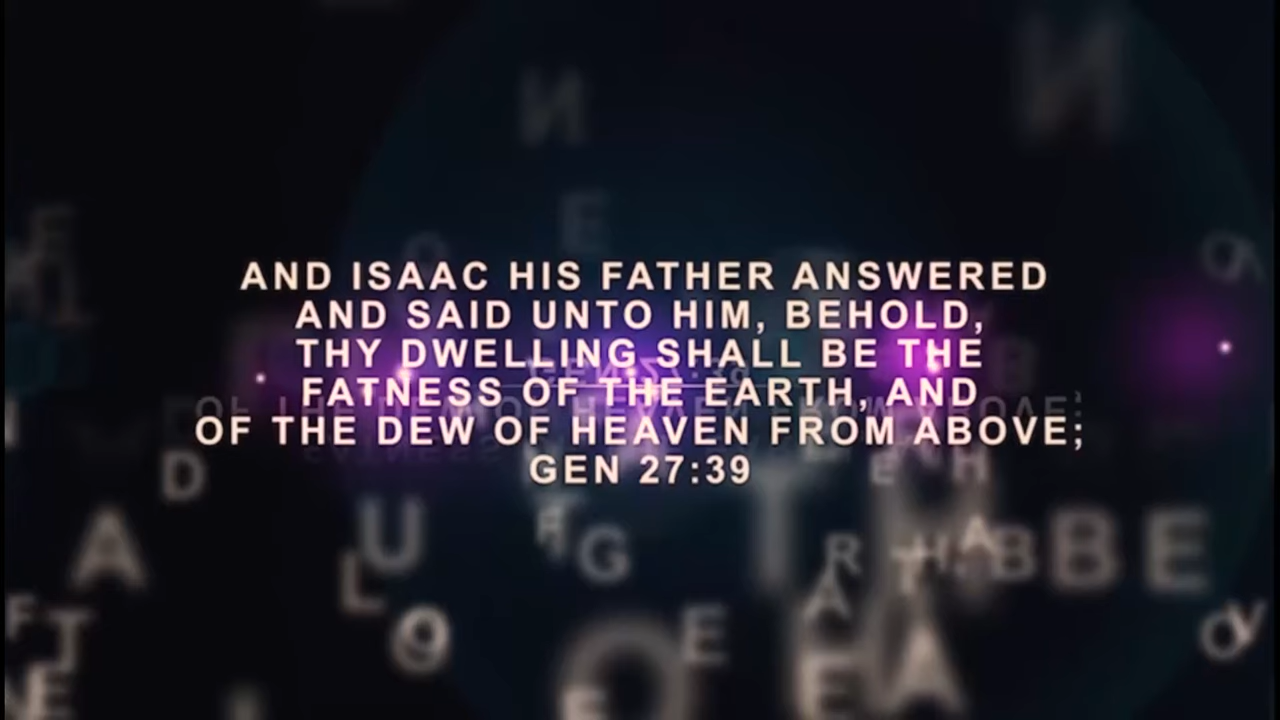 AND ISAAC HIS FATHER ANSWERED
AND SAID UNTO HIM, BEHOLD,
THY DWELLING SHALL BE THE
FATNESS OF THE EARTH, AND
OF THE DEW OF HEAVEN FROM ABOVE;
GEN 27:39